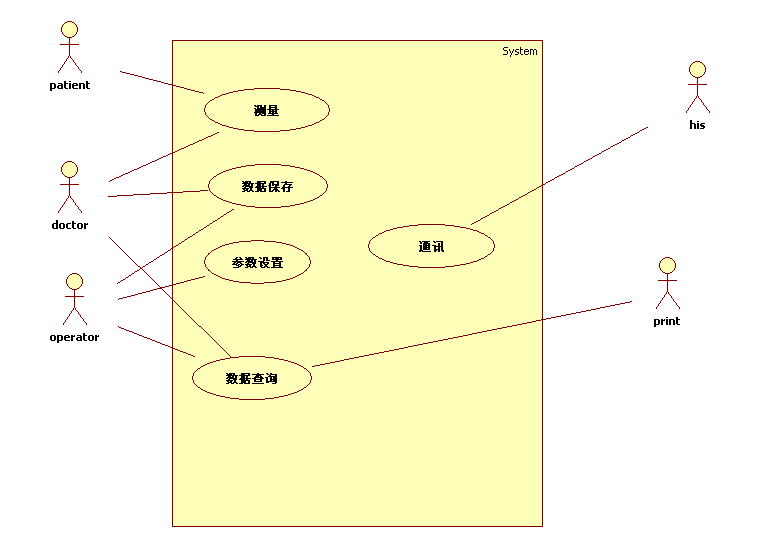 System
patient
测量
his
数据保存
doctor
通讯
参数设置
print
operator
数据查询